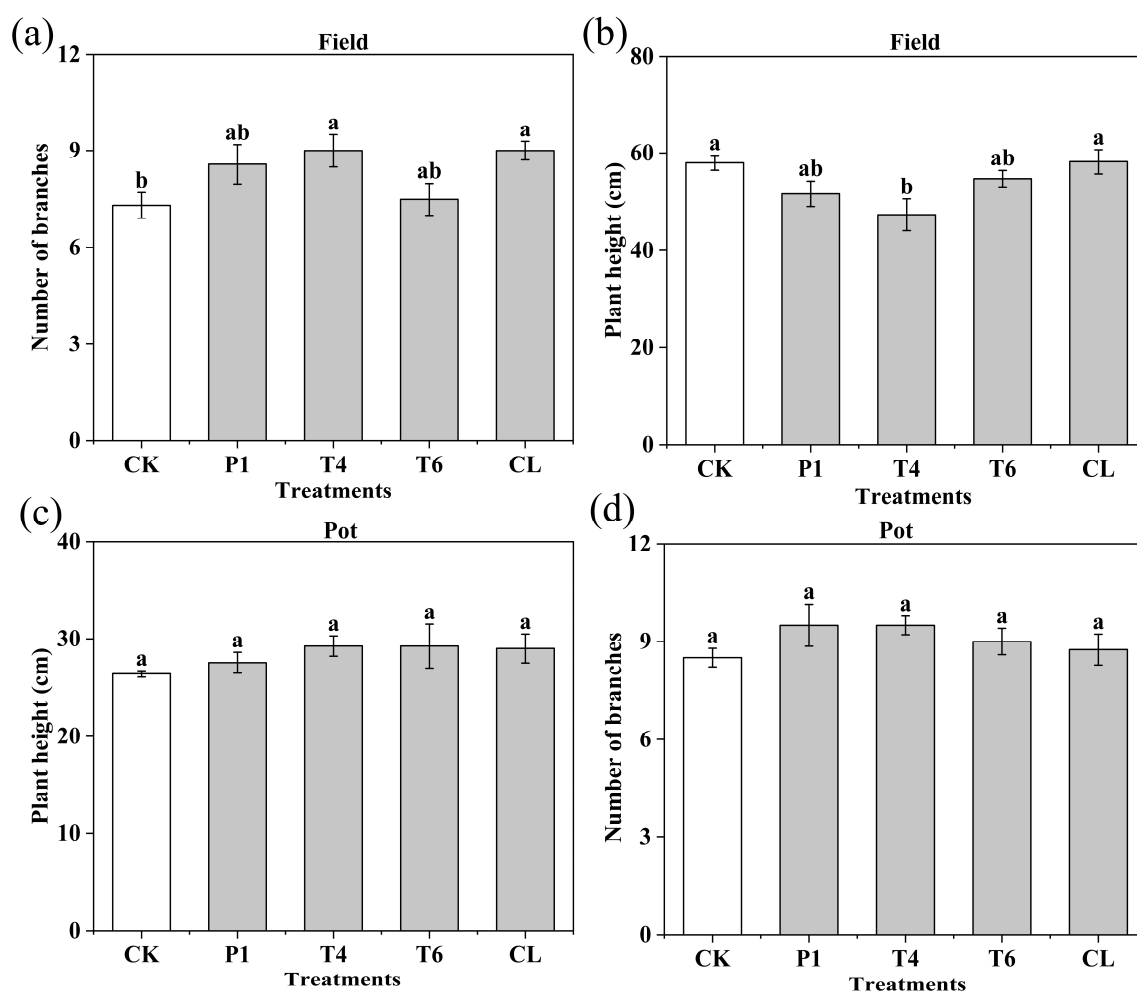 (a)
Field
12
9
6
3
0
Number of branches
b
ab
a
ab
a
CK P1 T4 T6 CL
Treatments
(b)
Field
80
60
40
20
0
Plant height (cm)
a
ab
b
ab
a
CK P1 T4 T6 CL
Treatments
(c)
Pot
40
30
20
10
0
Plant height (cm)
a
a
a
a
a
CK P1 T4 T6 CL
Treatments
(d)
Pot
12
9
6
3
0
Number of branches
a
a
a
a
a
CK P1 T4 T6 CL
Treatments